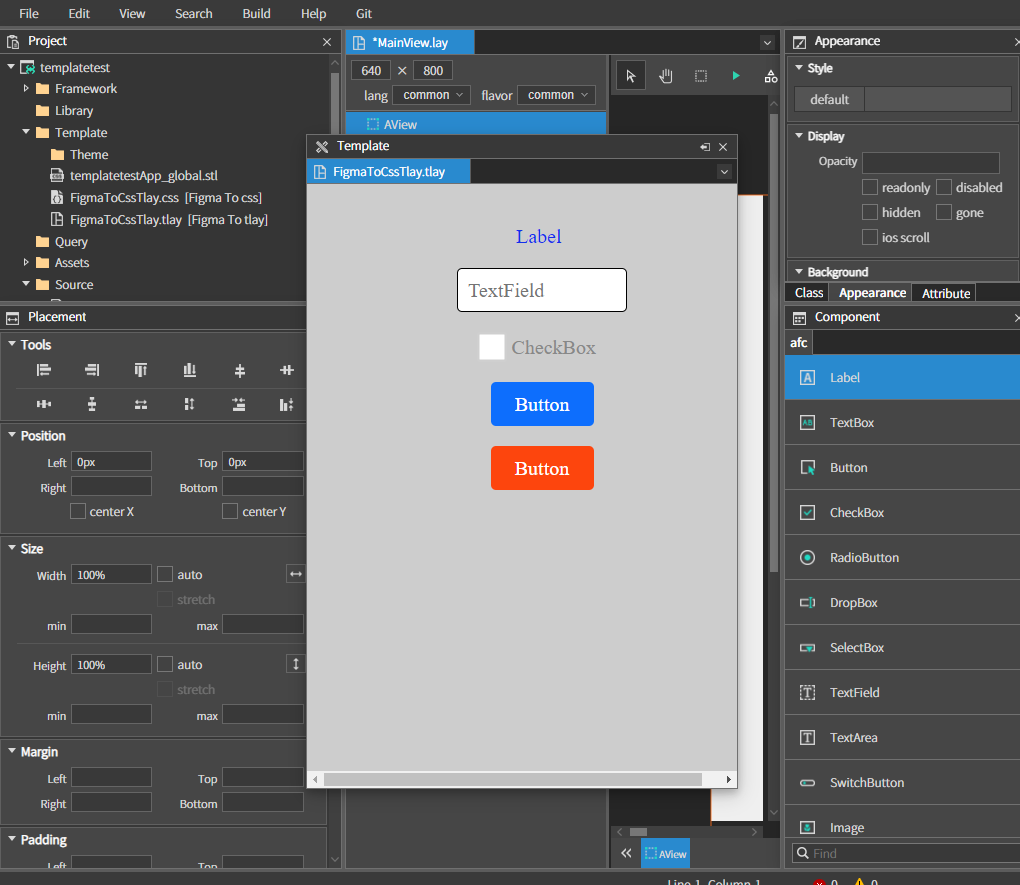 File Edit View Search Build Help Git
Project
templatetest
Framework
Library
Template
Theme
templatetestApp_global.stl
FigmaToCssTlay.css [Figma To css]
FigmaToCssTlay.tlay [Figma To tlay]
Query
Assets
Source
Placement
Tools
Position
Left 0px Top 0px
Right Bottom
center X center Y
Size
Width 100% auto
stretch
min max
Height 100% auto
stretch
min max
Margin
Left Top
Right Bottom
Padding
Left Top
*MainView.lay
640 × 800
lang common flavor common
AView
Template
FigmaToCssTlay.tlay
Label
TextField
CheckBox
Button
Button
AView
Appearance
Style
default
Display
Opacity
readonly disabled
hidden gone
ios scroll
Background
Class Appearance Attribute
Component
afc
Label
TextBox
Button
CheckBox
RadioButton
DropBox
SelectBox
TextField
TextArea
SwitchButton
Image
Find
Line 1, Column 1 0 0